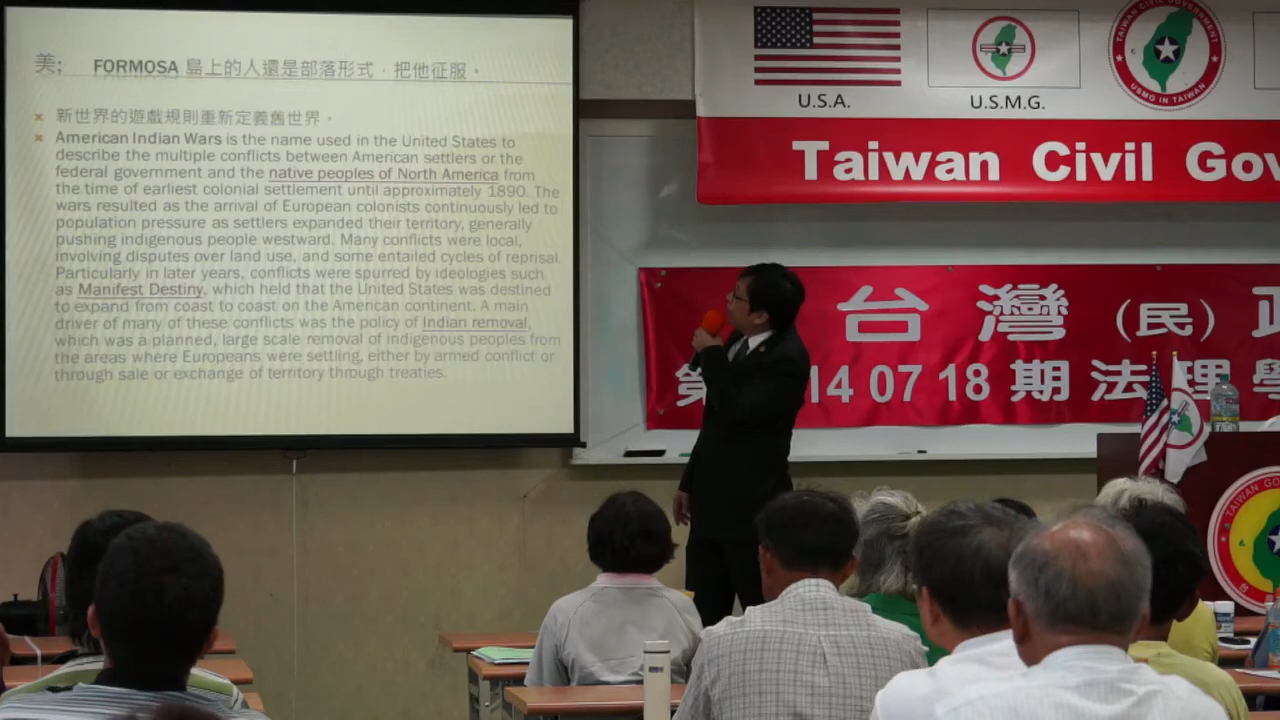 美; FORMOSA 島上的人還是部落形式，把他征服。
新世界的遊戲規則重新定義舊世界。
American Indian Wars is the name used in the United States to
describe the multiple conflicts between American settlers or the
federal government and the native peoples of North America from
the time of earliest colonial settlement until approximately 1890. The
wars resulted as the arrival of European colonists continuously led to
population pressure as settlers expanded their territory, generally
pushing indigenous people westward. Many conflicts were local,
involving disputes over land use, and some entailed cycles of reprisal.
Particularly in later years, conflicts were spurred by ideologies such
as Manifest Destiny, which held that the United States was destined
to expand from coast to coast on the American continent. A main
driver of many of these conflicts was the policy of Indian removal,
which was a planned, large scale removal of indigenous peoples from
the areas where Europeans were settling, either by armed conflict or
through sale or exchange of territory through treaties.
U.S.A.
U.S.M.G.
TAIWAN CIVIL GOVERNMENT
USMG IN TAIWAN
Taiwan Civil Gov
台灣（民）政
第 14 07 18 期法理學
TAIWAN GO